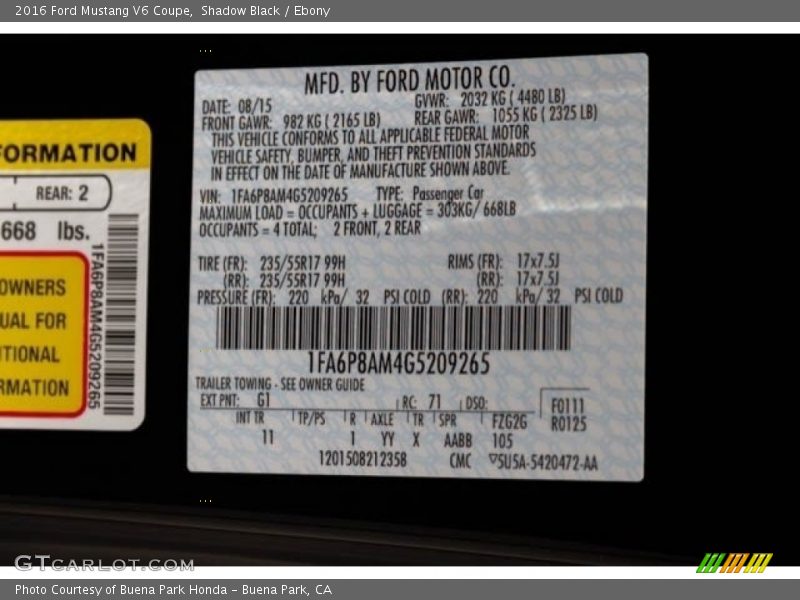 2016 Ford Mustang V6 Coupe,  Shadow Black / Ebony
FORMATION
REAR: 2
668 lbs.
OWNERS
UAL FOR
TIONAL
RMATION
1FA6P8AM4G5209265
MFD. BY FORD MOTOR CO.
DATE: 08/15 GVWR: 2032 KG ( 4480 LB)
FRONT GAWR: 982 KG ( 2165 LB) REAR GAWR: 1055 KG ( 2325 LB)
THIS VEHICLE CONFORMS TO ALL APPLICABLE FEDERAL MOTOR
VEHICLE SAFETY, BUMPER, AND THEFT PREVENTION STANDARDS
IN EFFECT ON THE DATE OF MANUFACTURE SHOWN ABOVE.
VIN: 1FA6P8AM4G5209265 TYPE: Passenger Car
MAXIMUM LOAD = OCCUPANTS + LUGGAGE = 303KG/ 668LB
OCCUPANTS = 4 TOTAL; 2 FRONT, 2 REAR
TIRE (FR): 235/55R17 99H RIMS (FR): 17x7.5J
(RR): 235/55R17 99H (RR): 17x7.5J
PRESSURE (FR): 220 kPa/ 32 PSI COLD (RR): 220 kPa/ 32 PSI COLD
1FA6P8AM4G5209265
TRAILER TOWING - SEE OWNER GUIDE
EXT PNT: G1 RC: 71 DSO: F0111
INT TR TP/PS R AXLE TR SPR FZG2G R0125
11 1 YY X AABB 105
1201508212358 CMC ▽5U5A-5420472-AA
GTCARLOT.COM
Photo Courtesy of Buena Park Honda – Buena Park, CA